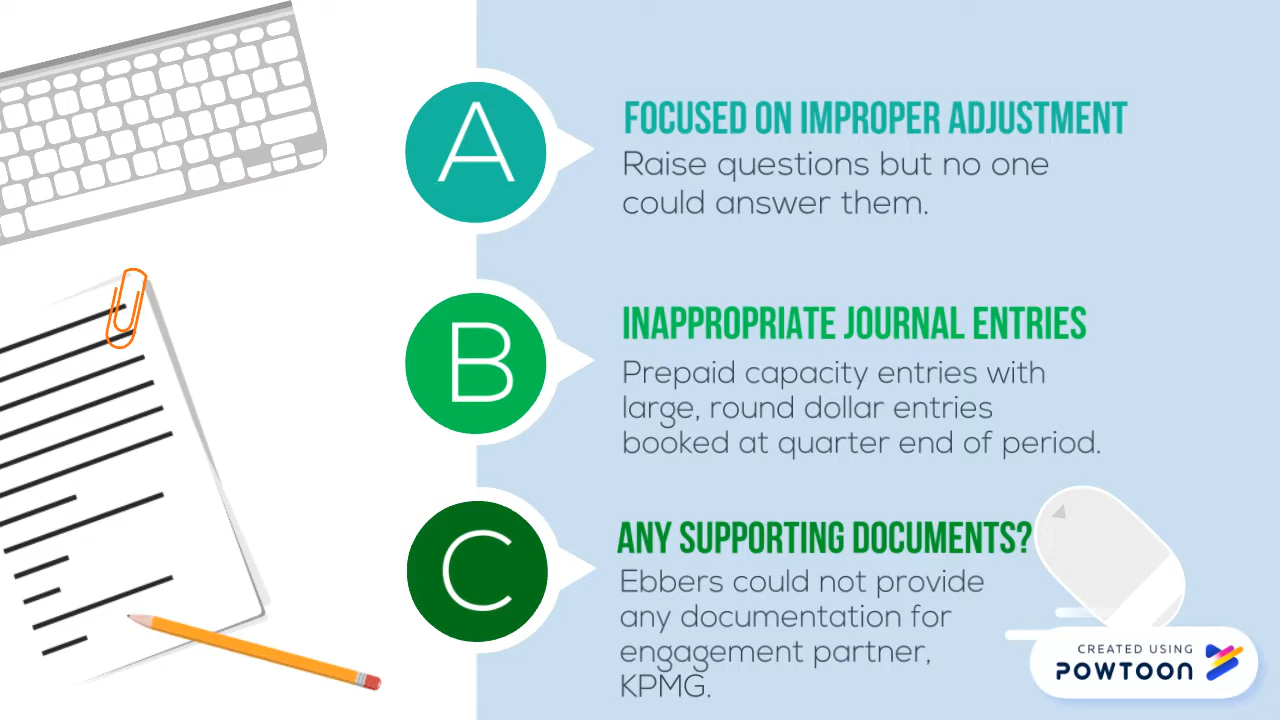 A
FOCUSED ON IMPROPER ADJUSTMENT
Raise questions but no one
could answer them.
B
INAPPROPRIATE JOURNAL ENTRIES
Prepaid capacity entries with
large, round dollar entries
booked at quarter end of period.
C
ANY SUPPORTING DOCUMENTS?
Ebbers could not provide
any documentation for
engagement partner,
KPMG.
CREATED USING
POWTOON